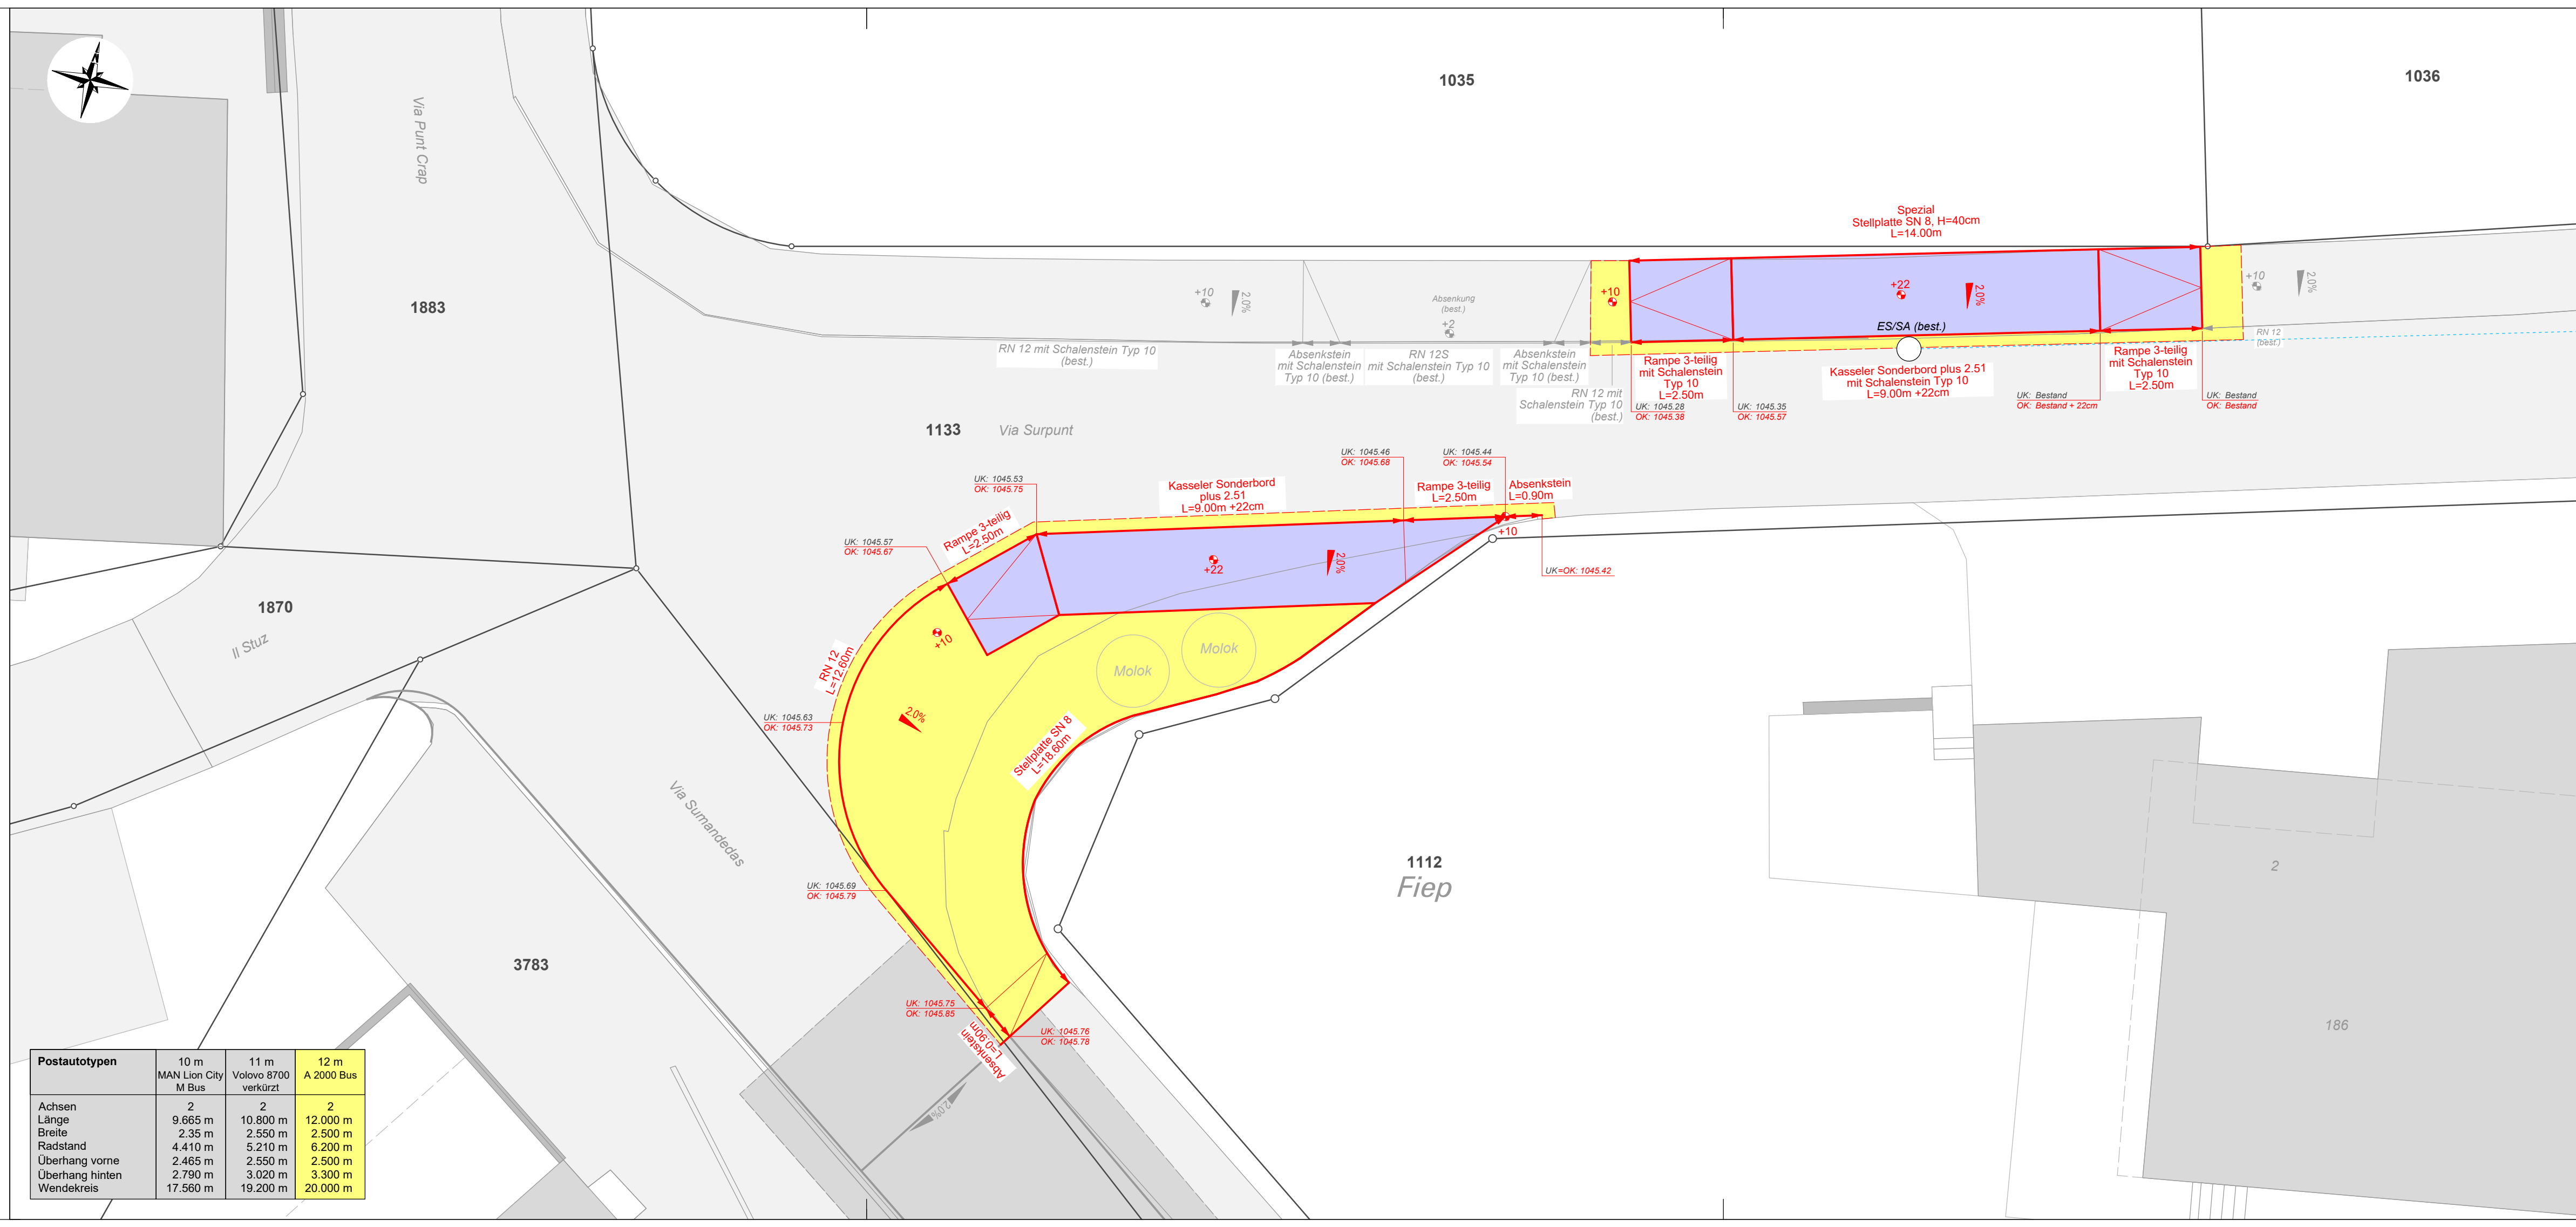 1035
1036
Via Punt Crap
Spezial
Stellplatte SN 8, H=40cm
L=14.00m
1883
+10
2.0%
Absenkung
(best.)
+2
+10
+22
2.0%
ES/SA (best.)
+10
2.0%
RN 12
(best.)
RN 12 mit Schalenstein Typ 10
(best.)
Absenkstein
mit Schalenstein
Typ 10 (best.)
RN 12S
mit Schalenstein Typ 10
(best.)
Absenkstein
mit Schalenstein
Typ 10 (best.)
RN 12 mit
Schalenstein Typ 10
(best.)
Rampe 3-teilig
mit Schalenstein
Typ 10
L=2.50m
Kasseler Sonderbord plus 2.51
mit Schalenstein Typ 10
L=9.00m +22cm
Rampe 3-teilig
mit Schalenstein
Typ 10
L=2.50m
UK: 1045.28
OK: 1045.38
UK: 1045.35
OK: 1045.57
UK: Bestand
OK: Bestand + 22cm
UK: Bestand
OK: Bestand
1133
Via Surpunt
UK: 1045.46
OK: 1045.68
UK: 1045.44
OK: 1045.54
UK: 1045.53
OK: 1045.75
Kasseler Sonderbord
plus 2.51
L=9.00m +22cm
Rampe 3-teilig
L=2.50m
Absenkstein
L=0.90m
Rampe 3-teilig
L=2.50m
UK: 1045.57
OK: 1045.67
+10
+22
2.0%
UK=OK: 1045.42
1870
Il Stuz
+10
Molok
Molok
RN 12
L=12.60m
UK: 1045.63
OK: 1045.73
2.0%
Stellplatte SN 8
L=18.60m
Via Sumandedas
UK: 1045.69
OK: 1045.79
1112
Fiep
2
3783
UK: 1045.75
OK: 1045.85
UK: 1045.76
OK: 1045.78
Absenkstein
L=0.90m
2.0%
186
Postautotypen 10 m 11 m 12 m
MAN Lion City Volovo 8700 A 2000 Bus
M Bus verkürzt
Achsen 2 2 2
Länge 9.665 m 10.800 m 12.000 m
Breite 2.35 m 2.550 m 2.500 m
Radstand 4.410 m 5.210 m 6.200 m
Überhang vorne 2.465 m 2.550 m 2.500 m
Überhang hinten 2.790 m 3.020 m 3.300 m
Wendekreis 17.560 m 19.200 m 20.000 m